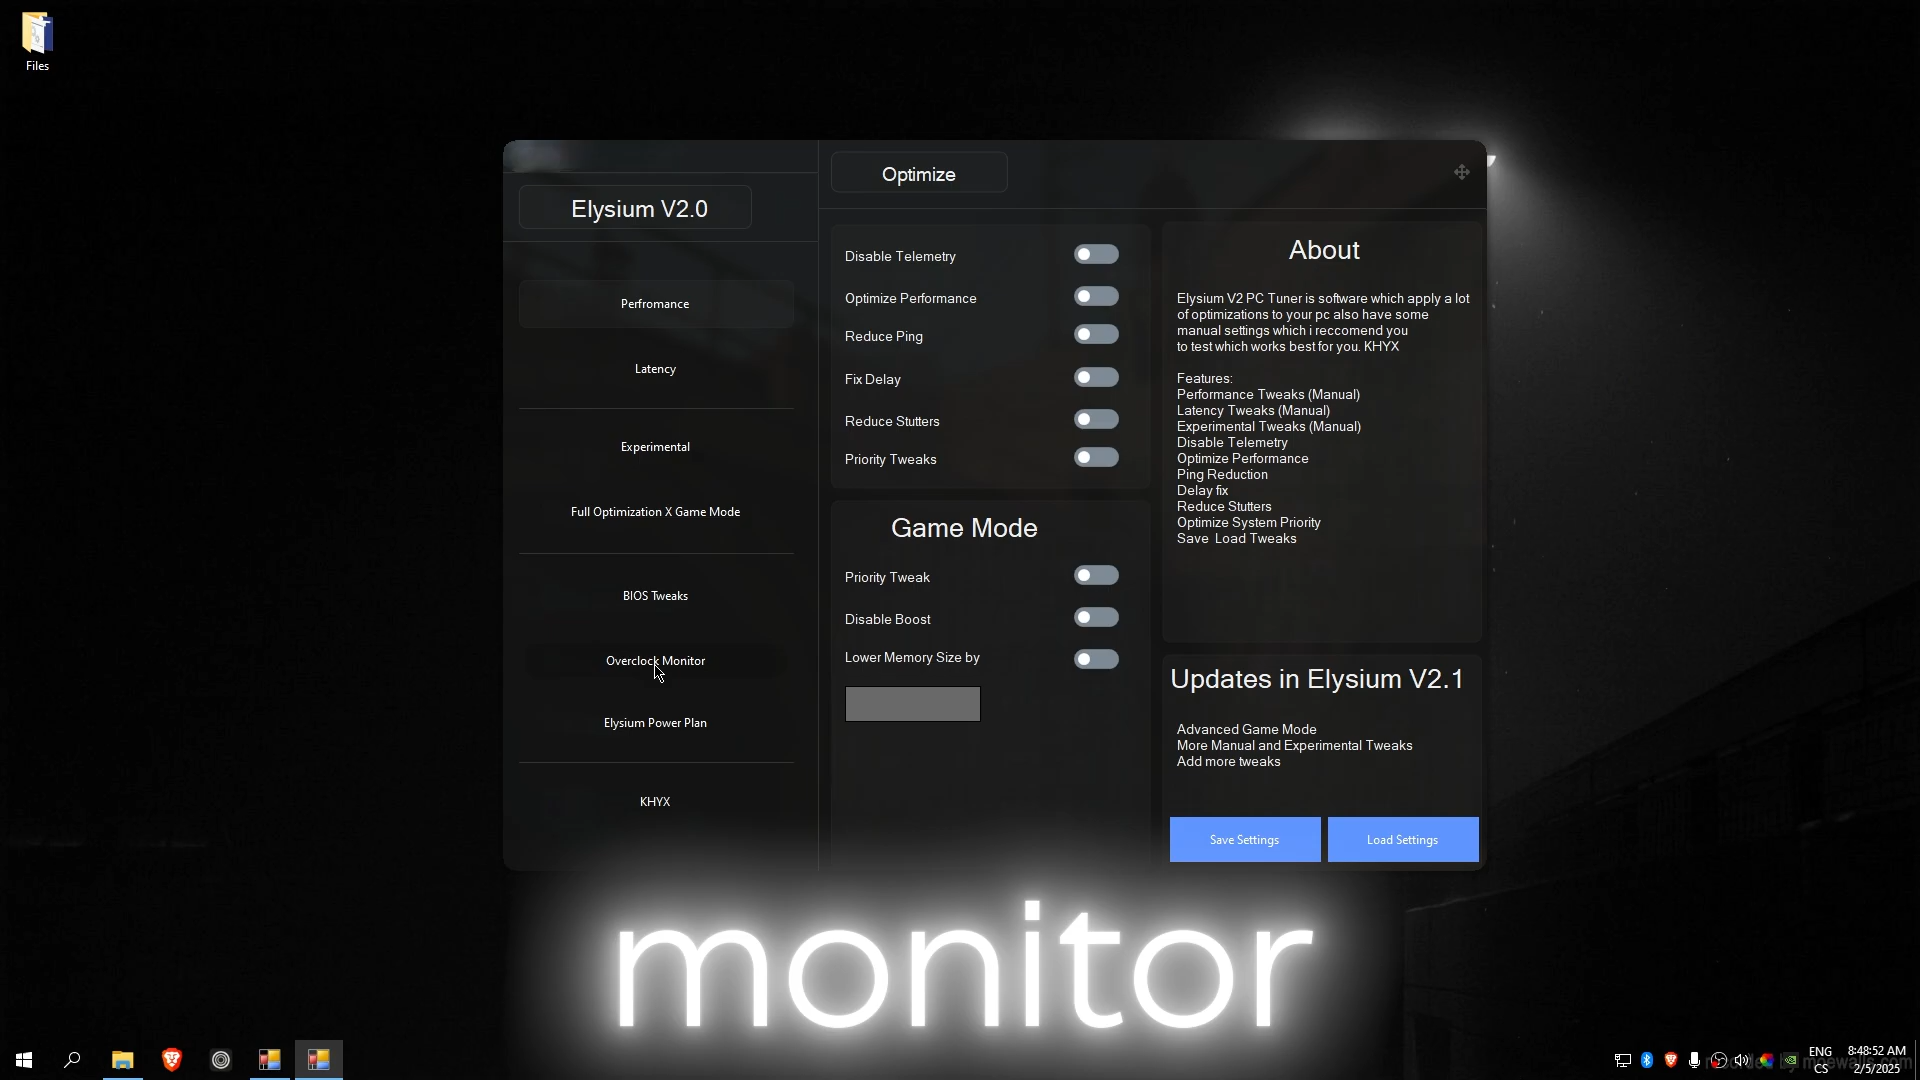 Files
Elysium V2.0
Perfromance
Latency
Experimental
Full Optimization X Game Mode
BIOS Tweaks
Overclock Monitor
Elysium Power Plan
KHYX
Optimize
Disable Telemetry
Optimize Performance
Reduce Ping
Fix Delay
Reduce Stutters
Priority Tweaks
Game Mode
Priority Tweak
Disable Boost
Lower Memory Size by
About
Elysium V2 PC Tuner is software which apply a lot
of optimizations to your pc also have some
manual settings which i reccomend you
to test which works best for you. KHYX
Features:
Performance Tweaks (Manual)
Latency Tweaks (Manual)
Experimental Tweaks (Manual)
Disable Telemetry
Optimize Performance
Ping Reduction
Delay fix
Reduce Stutters
Optimize System Priority
Save Load Tweaks
Updates in Elysium V2.1
Advanced Game Mode
More Manual and Experimental Tweaks
Add more tweaks
Save Settings
Load Settings
monitor
ENG
CS
8:48:52 AM
2/5/2025
moewalls.com